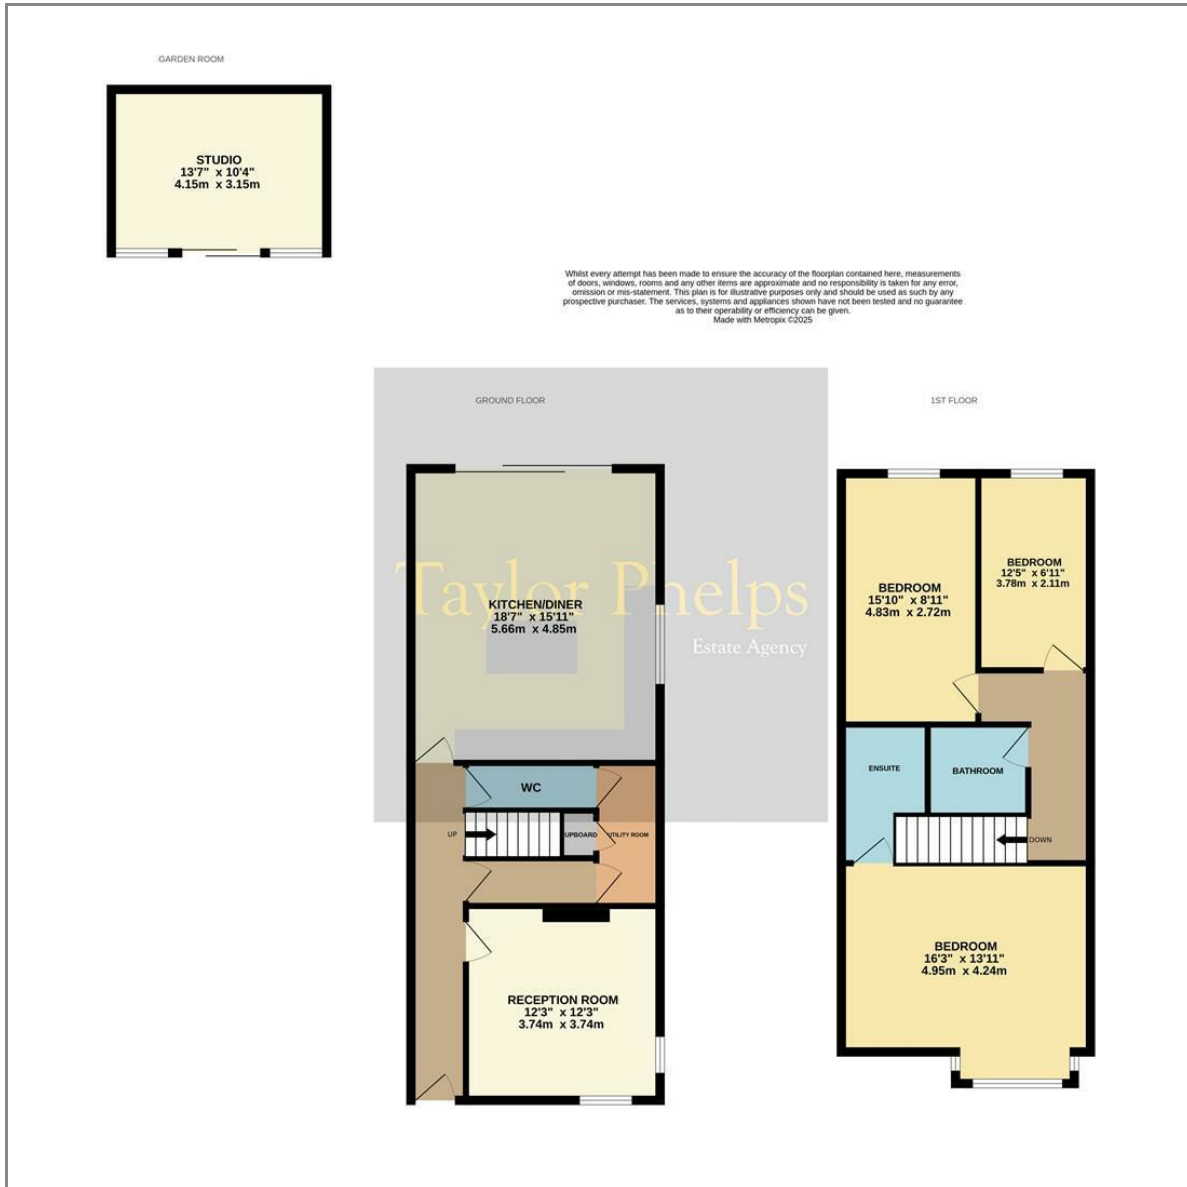 GARDEN ROOM
STUDIO
13'7" x 10'4"
4.15m x 3.15m
Whilst every attempt has been made to ensure the accuracy of the floorplan contained here, measurements
of doors, windows, rooms and any other items are approximate and no responsibility is taken for any error,
omission or mis-statement. This plan is for illustrative purposes only and should be used as such by any
prospective purchaser. The services, systems and appliances shown have not been tested and no guarantee
as to their operability or efficiency can be given.
Made with Metropix ©2025
GROUND FLOOR
Taylor Phelps
Estate Agency
KITCHEN/DINER
18'7" x 15'11"
5.66m x 4.85m
WC
UP
UPBOARD
UTILITY ROOM
RECEPTION ROOM
12'3" x 12'3"
3.74m x 3.74m
1ST FLOOR
BEDROOM
15'10" x 8'11"
4.83m x 2.72m
BEDROOM
12'5" x 6'11"
3.78m x 2.11m
ENSUITE
BATHROOM
DOWN
BEDROOM
16'3" x 13'11"
4.95m x 4.24m